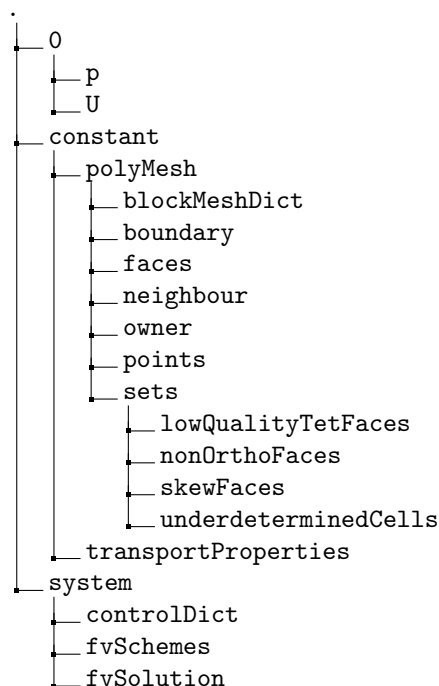 .
0
p
U
constant
polyMesh
blockMeshDict
boundary
faces
neighbour
owner
points
sets
lowQualityTetFaces
nonOrthoFaces
skewFaces
underdeterminedCells
transportProperties
system
controlDict
fvSchemes
fvSolution